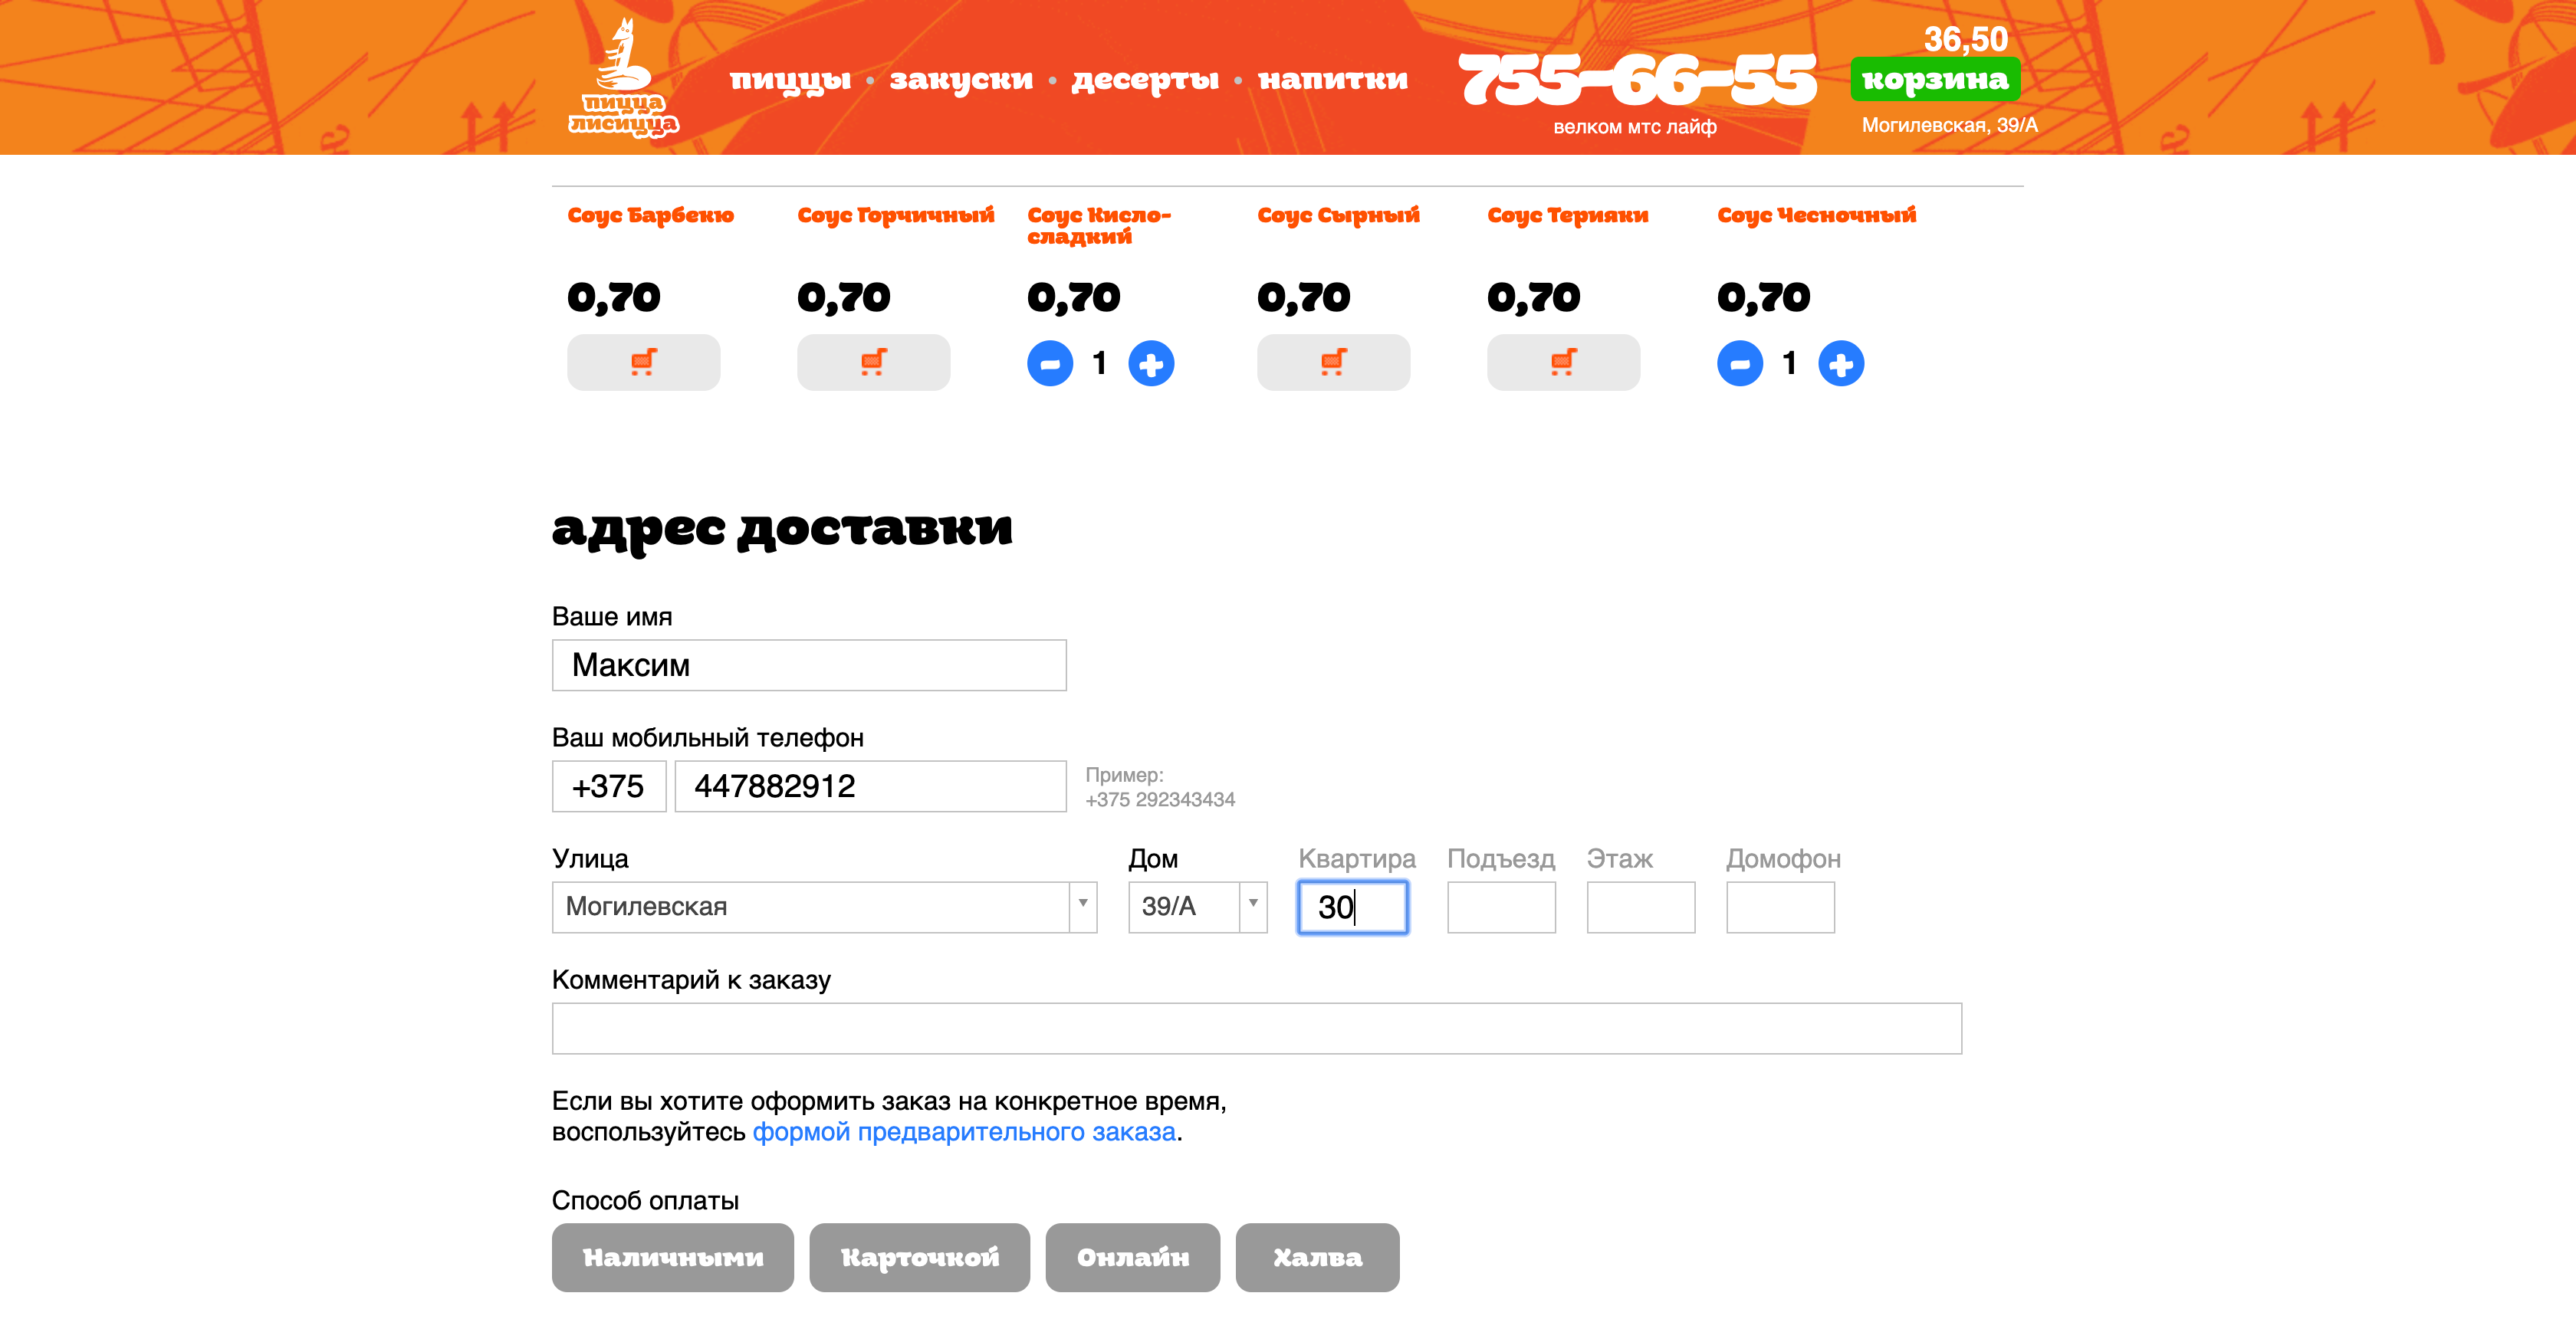 пицца
лисицца
пиццы • закуски • десерты • напитки
755-66-55
велком мтс лайф
36,50
корзина
Могилевская, 39/А
Соус Барбекю
0,70
Соус Горчичный
0,70
Соус Кисло-
сладкий
0,70
- 1 +
Соус Сырный
0,70
Соус Терияки
0,70
Соус Чесночный
0,70
- 1 +
адрес доставки
Ваше имя
Максим
Ваш мобильный телефон
+375 447882912
Пример:
+375 292343434
Улица Дом Квартира Подъезд Этаж Домофон
Могилевская 39/А 30
Комментарий к заказу
Если вы хотите оформить заказ на конкретное время,
воспользуйтесь формой предварительного заказа.
Способ оплаты
Наличными Карточкой Онлайн Халва